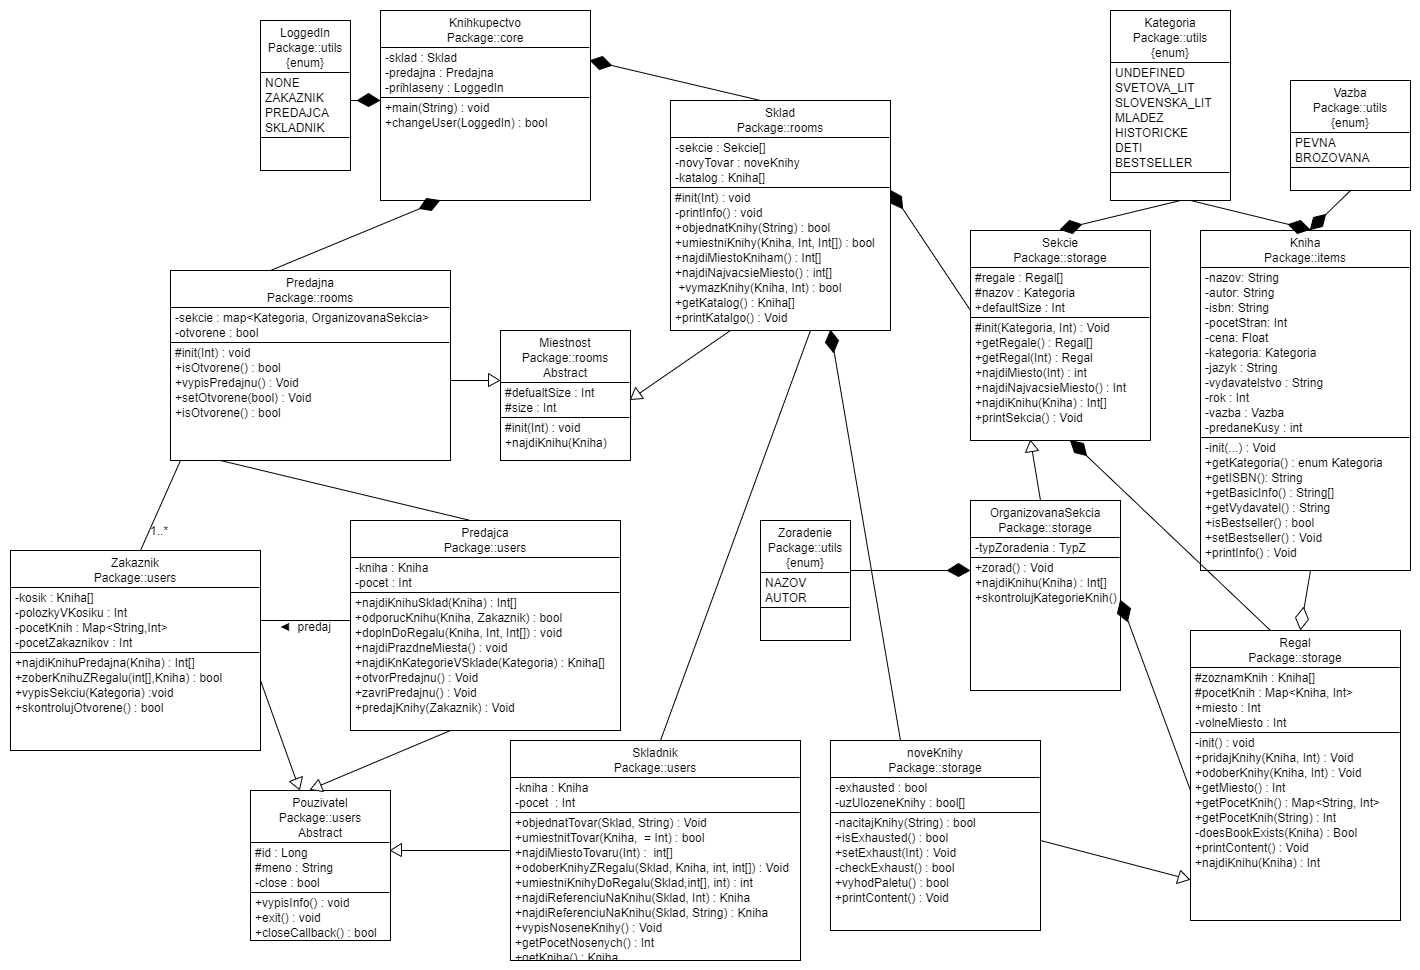 LoggedIn
Package::utils
{enum}
NONE
ZAKAZNIK
PREDAJCA
SKLADNIK
Knihkupectvo
Package::core
-sklad : Sklad
-predajna : Predajna
-prihlaseny : LoggedIn
+main(String) : void
+changeUser(LoggedIn) : bool
Sklad
Package::rooms
-sekcie : Sekcie[]
-novyTovar : noveKnihy
-katalog : Kniha[]
#init(Int) : void
-printInfo() : void
+objednatKnihy(String) : bool
+umiestniKnihy(Kniha, Int, Int[]) : bool
+najdiMiestoKniham() : Int[]
+najdiNajvacsieMiesto() : int[]
+vymazKnihy(Kniha, Int) : bool
+getKatalog() : Kniha[]
+printKatalgo() : Void
Kategoria
Package::utils
{enum}
UNDEFINED
SVETOVA_LIT
SLOVENSKA_LIT
MLADEZ
HISTORICKE
DETI
BESTSELLER
Vazba
Package::utils
{enum}
PEVNA
BROZOVANA
Sekcie
Package::storage
#regale : Regal[]
#nazov : Kategoria
+defaultSize : Int
#init(Kategoria, Int) : Void
+getRegale() : Regal[]
+getRegal(Int) : Regal
+najdiMiesto(Int) : int
+najdiNajvacsieMiesto() : Int
+najdiKnihu(Kniha) : Int[]
+printSekcia() : Void
Kniha
Package::items
-nazov: String
-autor: String
-isbn: String
-pocetStran: Int
-cena: Float
-kategoria: Kategoria
-jazyk : String
-vydavatelstvo : String
-rok : Int
-vazba : Vazba
-predaneKusy : int
-init(...) : Void
+getKategoria() : enum Kategoria
+getISBN(): String
+getBasicInfo() : String[]
+getVydavatel() : String
+isBestseller() : bool
+setBestseller() : Void
+printInfo() : Void
Predajna
Package::rooms
-sekcie : map<Kategoria, OrganizovanaSekcia>
-otvorene : bool
#init(Int) : void
+isOtvorene() : bool
+vypisPredajnu() : Void
+setOtvorene(bool) : Void
+isOtvorene() : bool
Miestnost
Package::rooms
Abstract
#defualtSize : Int
#size : Int
#init(Int) : void
+najdiKnihu(Kniha)
1..*
Zakaznik
Package::users
-kosik : Kniha[]
-polozkyVKosiku : Int
-pocetKnih : Map<String,Int>
-pocetZakaznikov : Int
+najdiKnihuPredajna(Kniha) : Int[]
+zoberKnihuZRegalu(int[],Kniha) : bool
+vypisSekciu(Kategoria) :void
+skontrolujOtvorene() : bool
◄ predaj
Predajca
Package::users
-kniha : Kniha
-pocet : Int
+najdiKnihuSklad(Kniha) : Int[]
+odporucKnihu(Kniha, Zakaznik) : bool
+doplnDoRegalu(Kniha, Int, Int[]) : void
+najdiPrazdneMiesta() : void
+najdiKnKategorieVSklade(Kategoria) : Kniha[]
+otvorPredajnu() : Void
+zavriPredajnu() : Void
+predajKnihy(Zakaznik) : Void
Zoradenie
Package::utils
{enum}
NAZOV
AUTOR
OrganizovanaSekcia
Package::storage
-typZoradenia : TypZ
+zorad() : Void
+najdiKnihu(Kniha) : Int[]
+skontrolujKategorieKnih()
Regal
Package::storage
#zoznamKnih : Kniha[]
#pocetKnih : Map<Kniha, Int>
+miesto : Int
-volneMiesto : Int
-init() : void
+pridajKnihy(Kniha, Int) : Void
+odoberKnihy(Kniha, Int) : Void
+getMiesto() : Int
+getPocetKnih() : Map<String, Int>
+getPocetKnih(String) : Int
-doesBookExists(Kniha) : Bool
+printContent() : Void
+najdiKnihu(Kniha) : Int
Pouzivatel
Package::users
Abstract
#id : Long
#meno : String
-close : bool
+vypisInfo() : void
+exit() : void
+closeCallback() : bool
Skladnik
Package::users
-kniha : Kniha
-pocet : Int
+objednatTovar(Sklad, String) : Void
+umiestnitTovar(Kniha, = Int) : bool
+najdiMiestoTovaru(Int) : int[]
+odoberKnihyZRegalu(Sklad, Kniha, int, int[]) : Void
+umiestniKnihyDoRegalu(Sklad,int[], int) : int
+najdiReferenciuNaKnihu(Sklad, Int) : Kniha
+najdiReferenciuNaKnihu(Sklad, String) : Kniha
+vypisNoseneKnihy() : Void
+getPocetNosenych() : Int
+getKniha() : Kniha
noveKnihy
Package::storage
-exhausted : bool
-uzUlozeneKnihy : bool[]
-nacitajKnihy(String) : bool
+isExhausted() : bool
+setExhaust(Int) : Void
-checkExhaust() : bool
+vyhodPaletu() : bool
+printContent() : Void